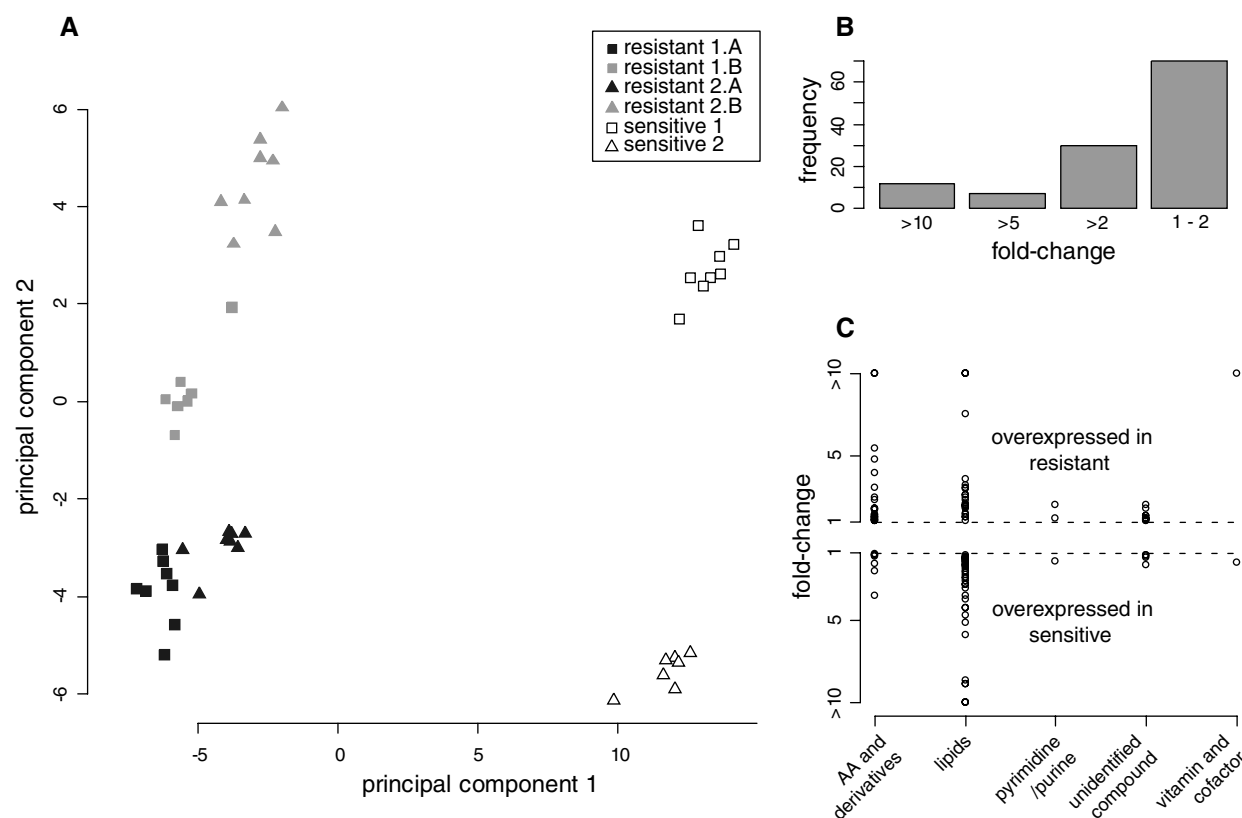 A
resistant 1.A
resistant 1.B
resistant 2.A
resistant 2.B
sensitive 1
sensitive 2
6
4
2
0
-2
-4
-6
principal component 2
-5
0
5
10
principal component 1
B
0
20
40
60
frequency
>10
>5
>2
1 - 2
fold-change
C
>10
5
1
1
5
>10
fold-change
overexpressed in
resistant
overexpressed in
sensitive
AA and
derivatives
lipids
pyrimidine
/purine
unidentified
compound
vitamin and
cofactor